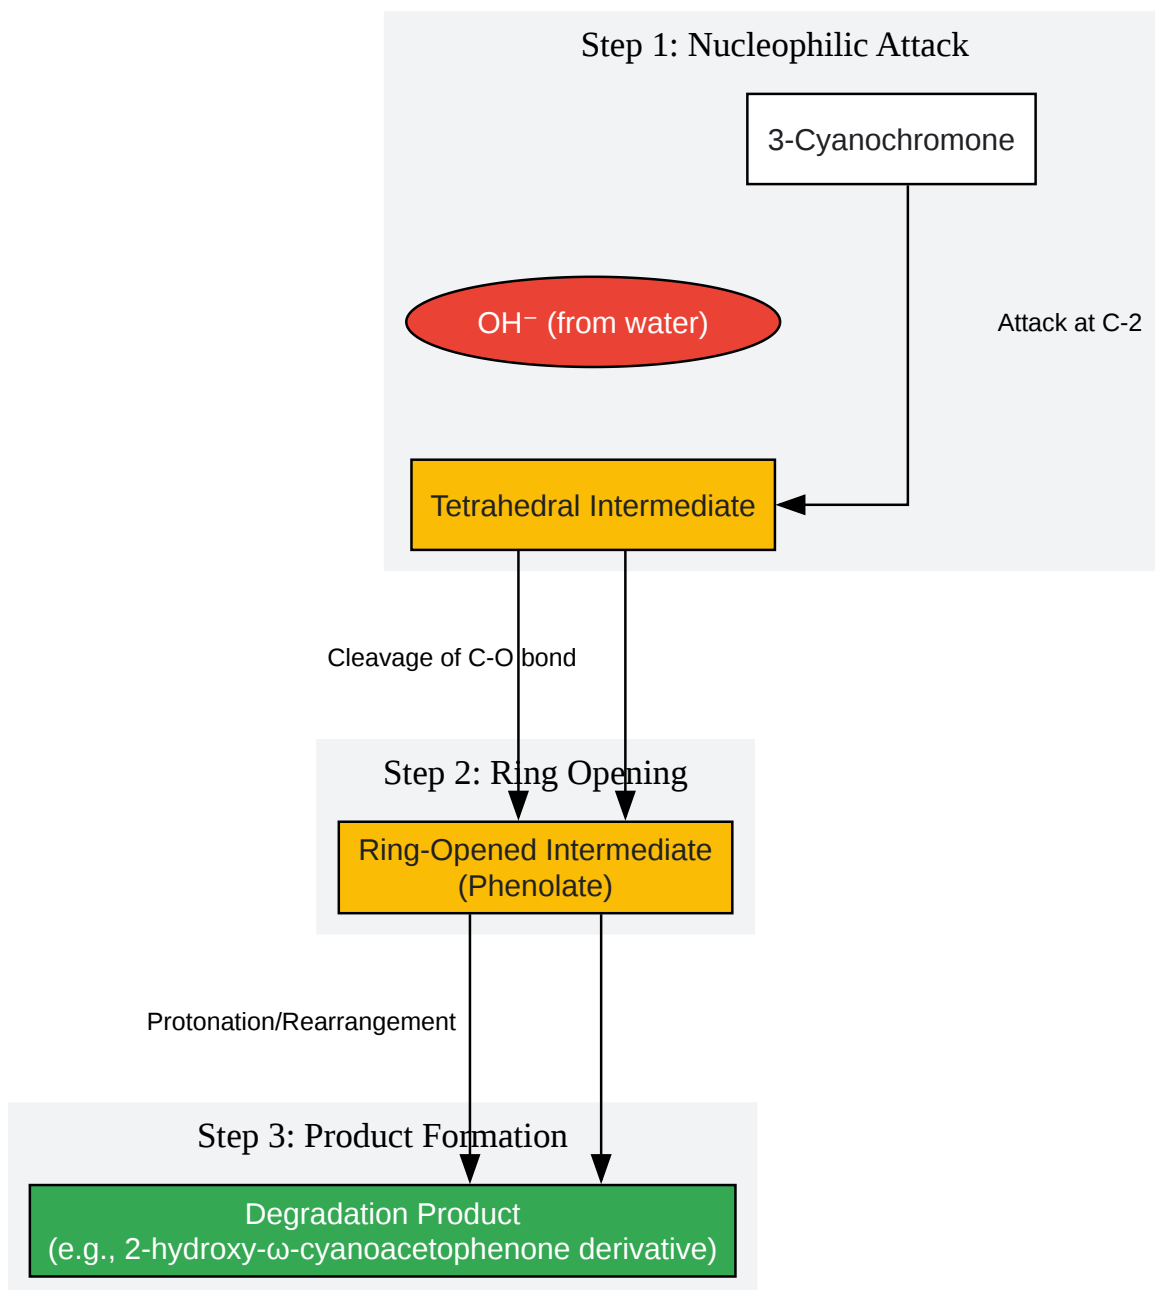 Step 1: Nucleophilic Attack
3-Cyanochromone
OH⁻ (from water)
Attack at C-2
Tetrahedral Intermediate
Cleavage of C-O bond
Step 2: Ring Opening
Ring-Opened Intermediate
(Phenolate)
Protonation/Rearrangement
Step 3: Product Formation
Degradation Product
(e.g., 2-hydroxy-ω-cyanoacetophenone derivative)